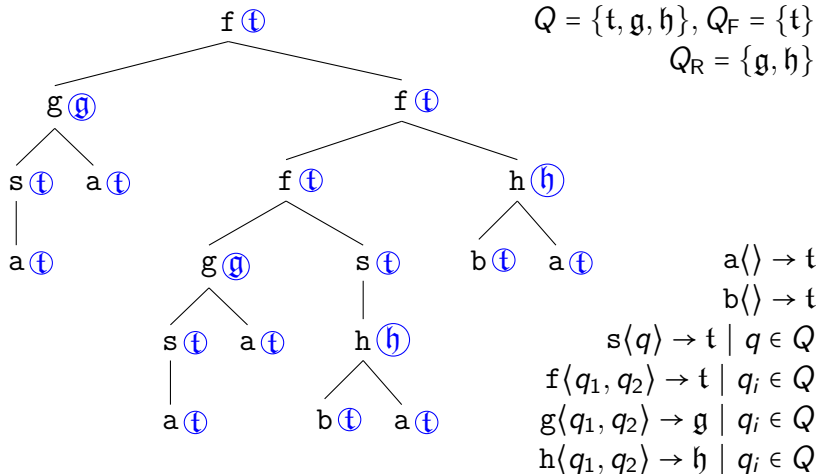 f 𝔱
Q = {𝔱, 𝔤, 𝔥}, Q_F = {𝔱}
Q_R = {𝔤, 𝔥}
g 𝔤 f 𝔱
s 𝔱 a 𝔱 f 𝔱 h 𝔥
a 𝔱 g 𝔤 s 𝔱 b 𝔱 a 𝔱
a⟨⟩ → 𝔱
b⟨⟩ → 𝔱
s 𝔱 a 𝔱 h 𝔥
s⟨q⟩ → 𝔱 | q ∈ Q
f⟨q₁, q₂⟩ → 𝔱 | qᵢ ∈ Q
a 𝔱 b 𝔱 a 𝔱
g⟨q₁, q₂⟩ → 𝔤 | qᵢ ∈ Q
h⟨q₁, q₂⟩ → 𝔥 | qᵢ ∈ Q